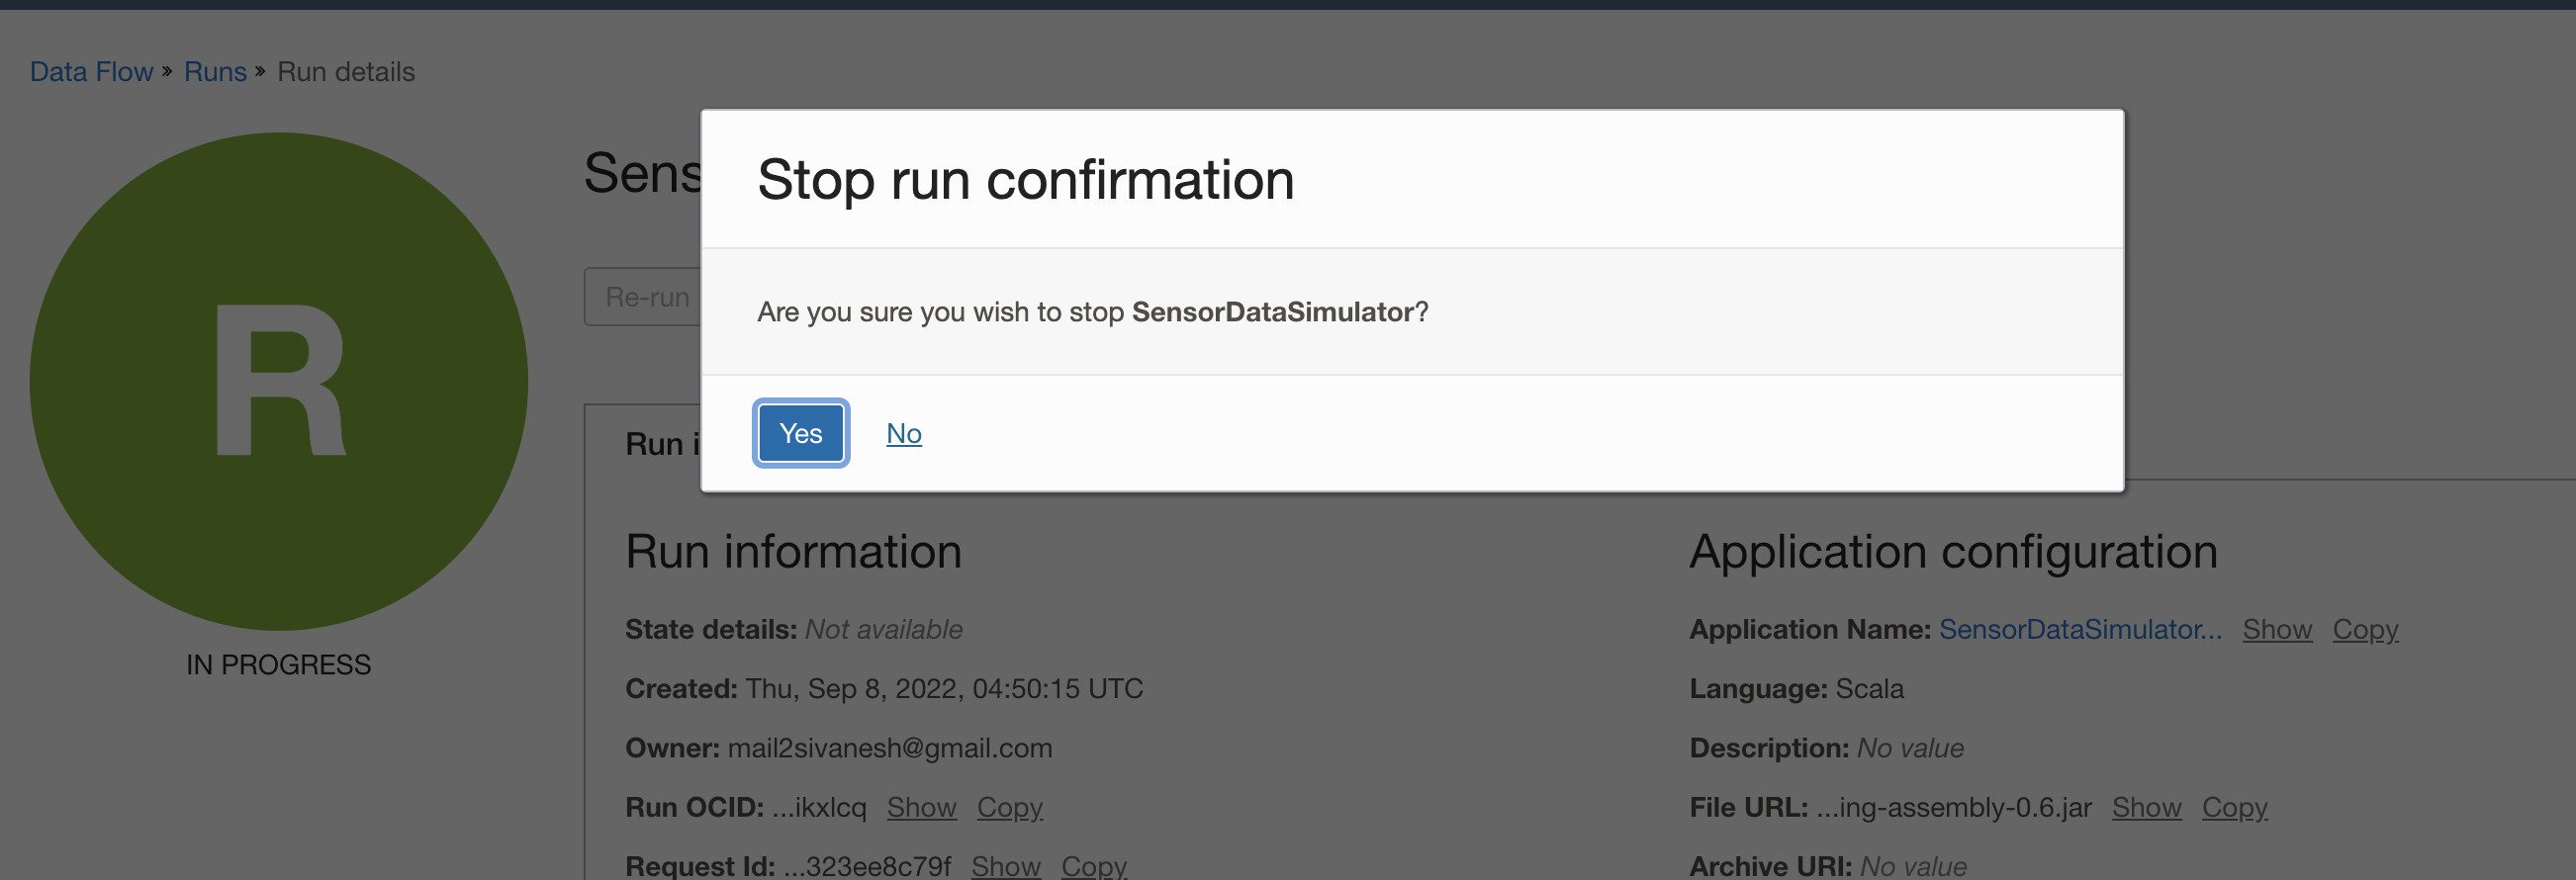 Data Flow » Runs » Run details
Sens
Stop run confirmation
Re-run
Are you sure you wish to stop SensorDataSimulator?
Yes No
R
Run i
IN PROGRESS
Run information
State details: Not available
Created: Thu, Sep 8, 2022, 04:50:15 UTC
Owner: mail2sivanesh@gmail.com
Run OCID: ...ikxlcq Show Copy
Request Id: ...323ee8c79f Show Copy
Application configuration
Application Name: SensorDataSimulator... Show Copy
Language: Scala
Description: No value
File URL: ...ing-assembly-0.6.jar Show Copy
Archive URI: No value